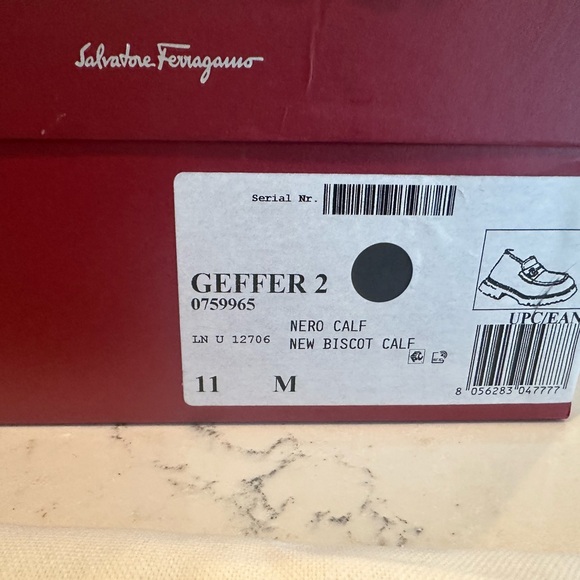 Salvatore Ferragamo
Serial Nr.
GEFFER 2
0759965
UPC/EAN
NERO CALF
LN U 12706 NEW BISCOT CALF
11 M
8 056283 047777